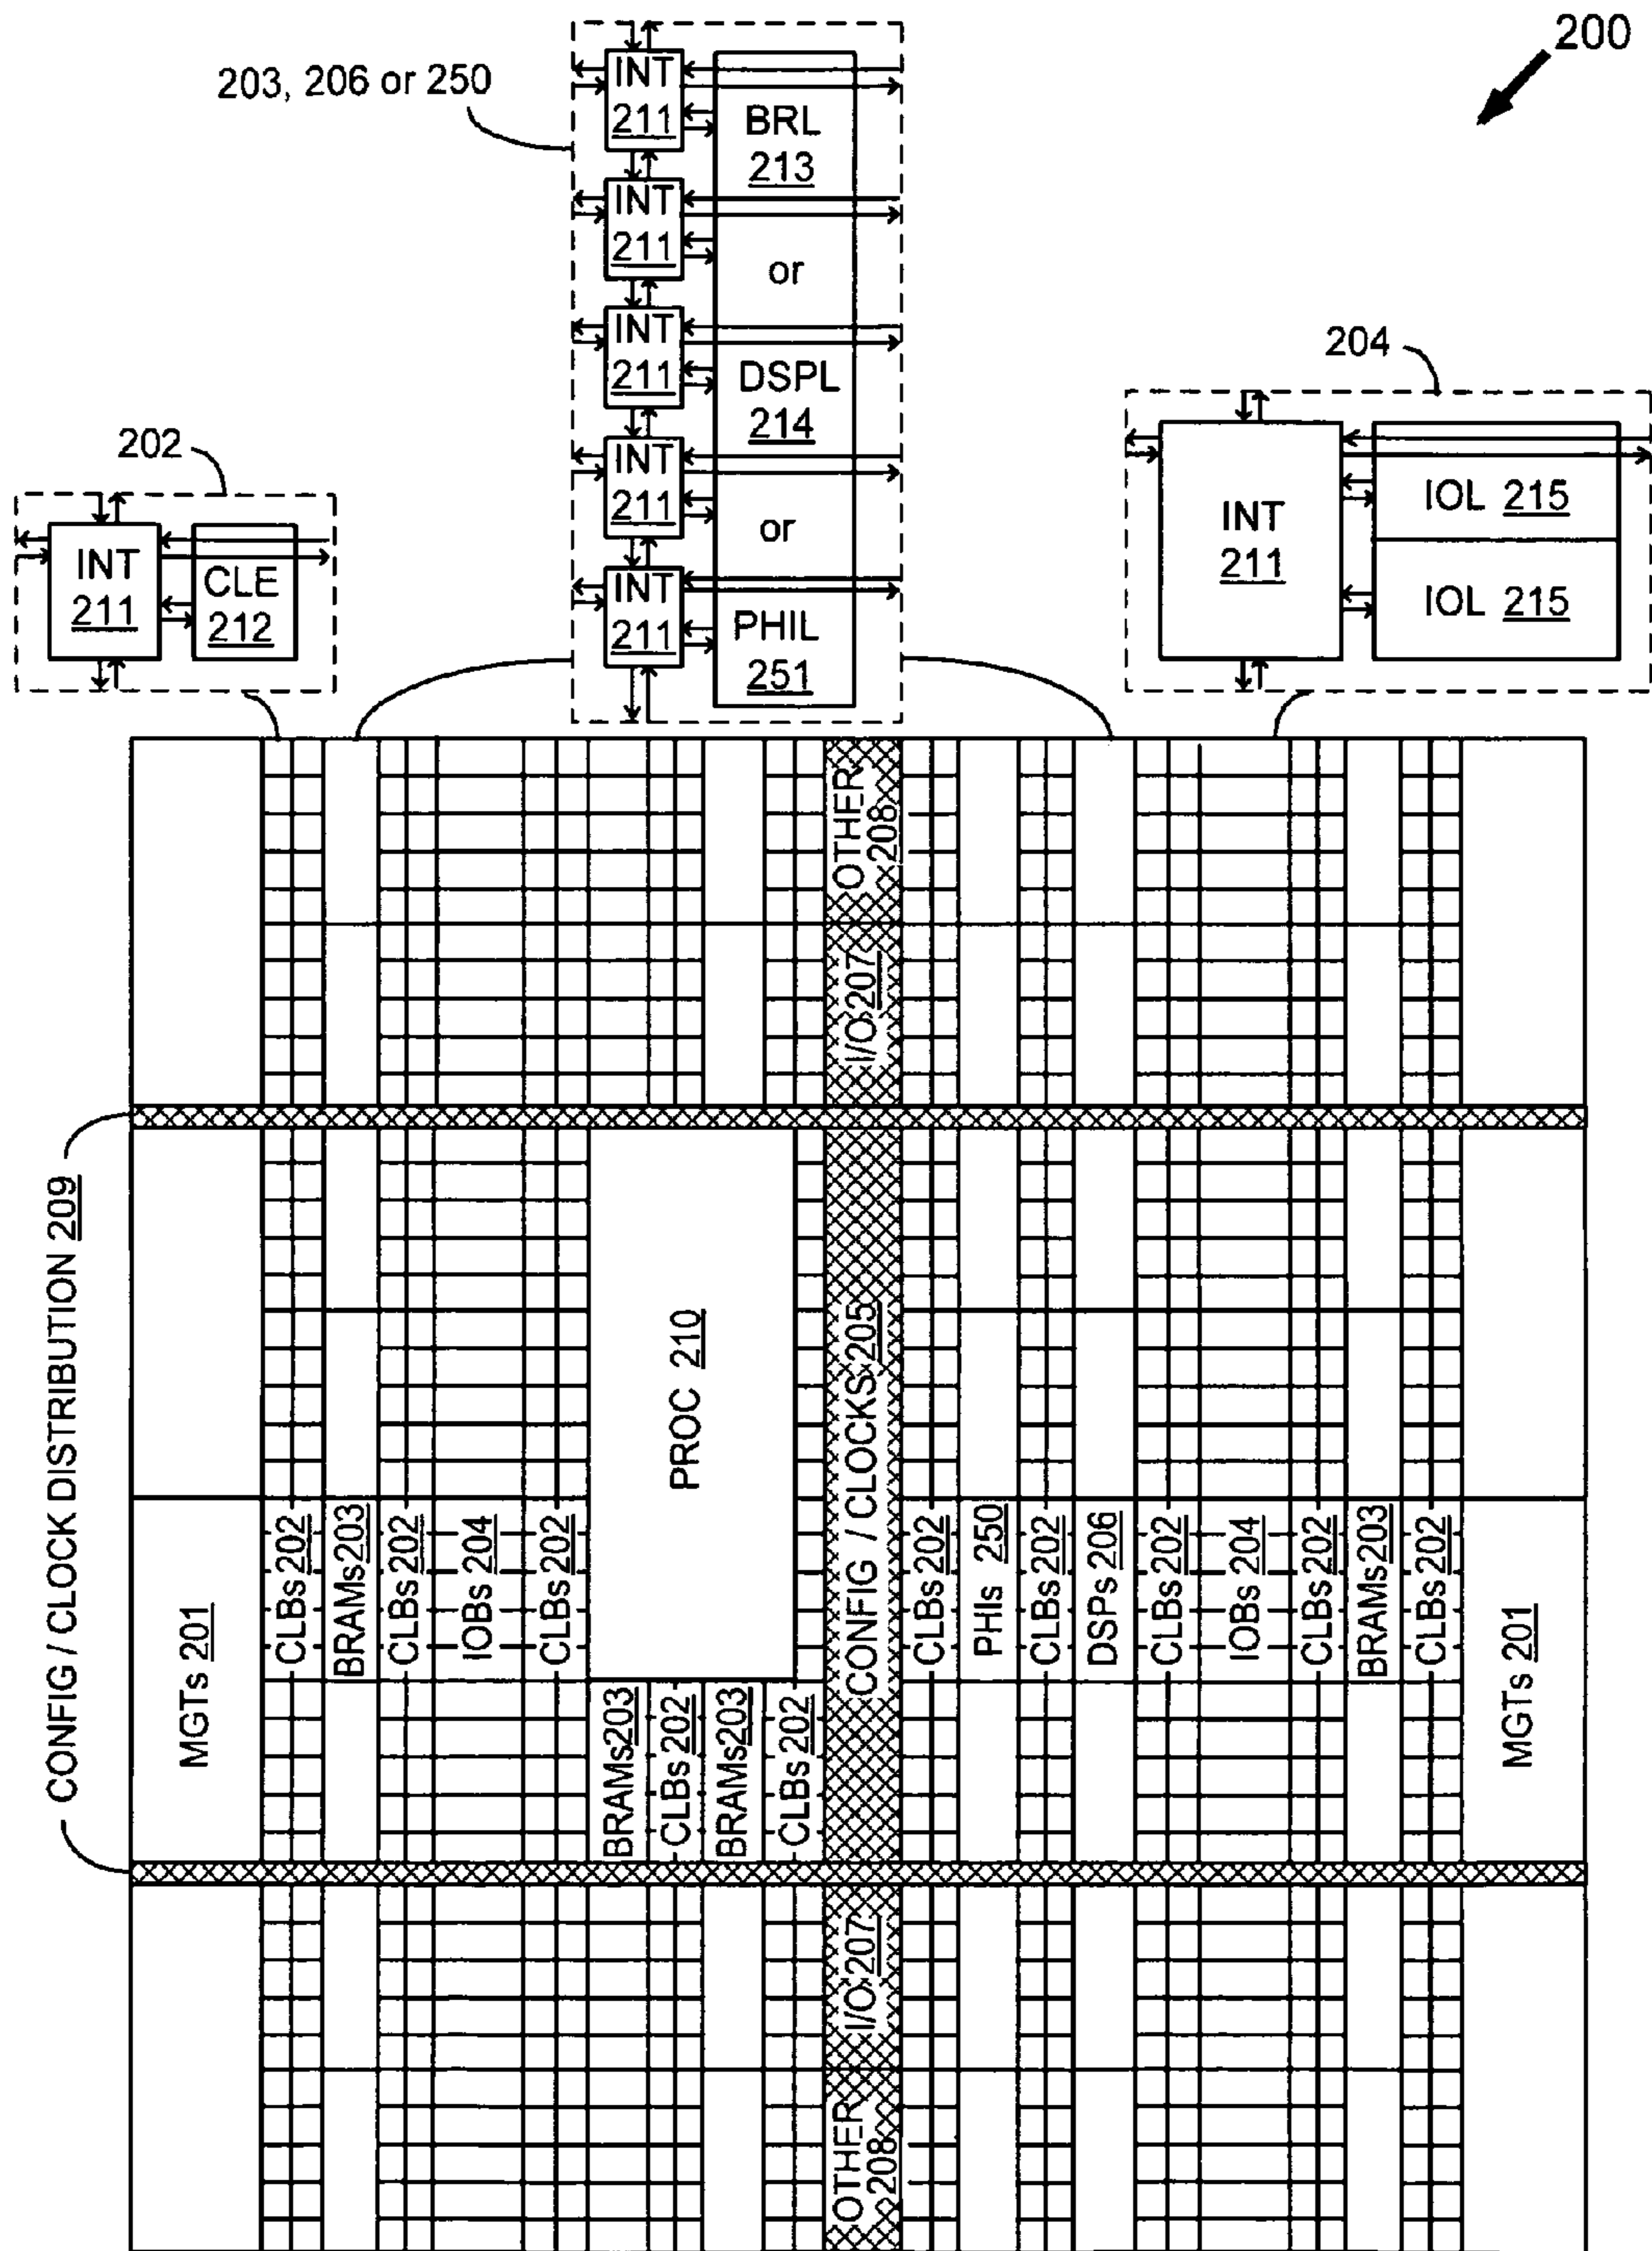 200
203, 206 or 250
INT
211
INT
211
INT
211
INT
211
INT
211
BRL
213
or
DSPL
214
or
PHIL
251
204
INT
211
IOL 215
IOL 215
202
INT
211
CLE
212
OTHER
208
I/O 207
CONFIG / CLOCK DISTRIBUTION 209
PROC 210
CONFIG / CLOCKS 205
MGTs 201
CLBs 202
BRAMs 203
CLBs 202
IOBs 204
CLBs 202
BRAMs 203
CLBs 202
BRAMs 203
CLBs 202
CLBs 202
PHIs 250
CLBs 202
DSPs 206
CLBs 202
IOBs 204
CLBs 202
BRAMs 203
CLBs 202
MGTs 201
I/O 207
OTHER
208